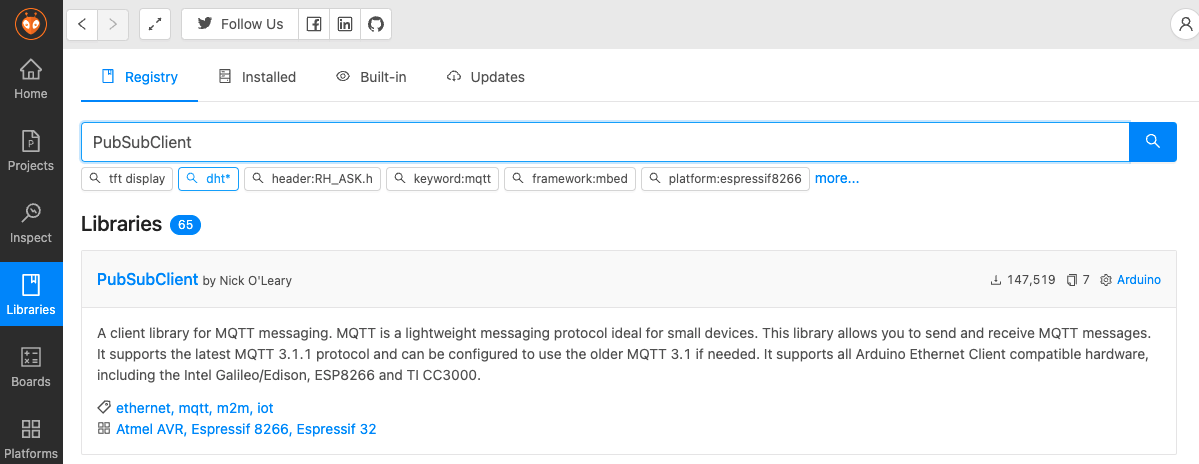 Follow Us
Home
Projects
Inspect
Libraries
Boards
Platforms
Registry
Installed
Built-in
Updates
PubSubClient
tft display
dht*
header:RH_ASK.h
keyword:mqtt
framework:mbed
platform:espressif8266
more...
Libraries 65
PubSubClient by Nick O'Leary
147,519
7
Arduino
A client library for MQTT messaging. MQTT is a lightweight messaging protocol ideal for small devices. This library allows you to send and receive MQTT messages.
It supports the latest MQTT 3.1.1 protocol and can be configured to use the older MQTT 3.1 if needed. It supports all Arduino Ethernet Client compatible hardware,
including the Intel Galileo/Edison, ESP8266 and TI CC3000.
ethernet, mqtt, m2m, iot
Atmel AVR, Espressif 8266, Espressif 32